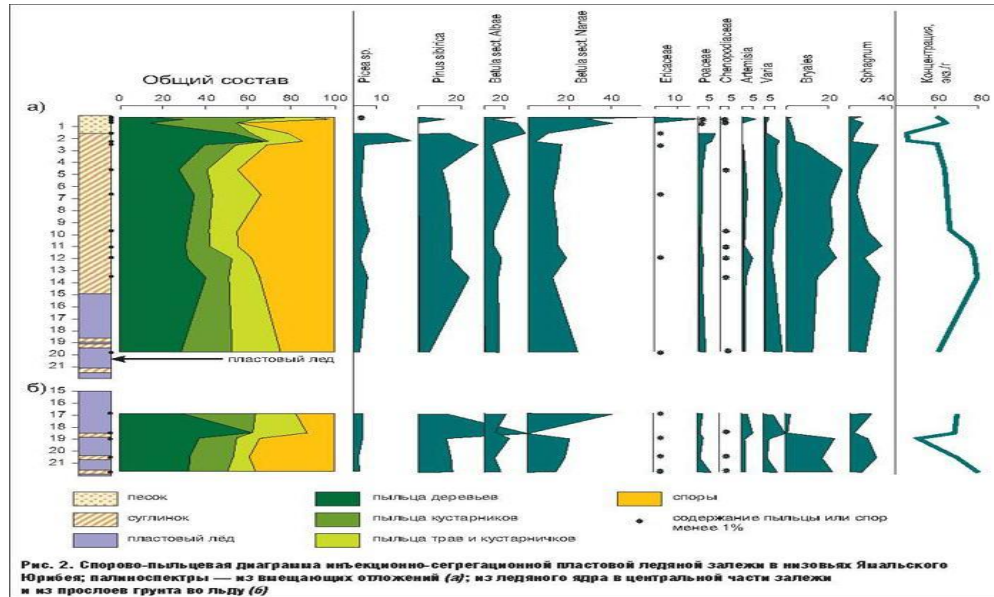 Общий состав
Picea sp.
Pinus sibirica
Betula sect. Albae
Betula sect. Nanae
Ericaceae
Poaceae
Chenopodiaceae
Artemisia
Varia
Bryales
Sphagnum
Концентрация, экз./г
а)
0 20 40 60 80 100 10 20 20 20 40 10 5 5 5 5 20 40 60 80
1
2
3
4
5
6
7
9
10
11
12
13
14
15
16
17
18
19
20
21
пластовый лед
б)
15
17
18
19
20
21
песок
суглинок
пластовый лёд
пыльца деревьев
пыльца кустарников
пыльца трав и кустарничков
споры
содержание пыльцы или спор
менее 1%
Рис. 2. Спорово-пыльцевая диаграмма инъекционно-сегрегационной пластовой ледяной залежи в низовьях Ямальского
Юрибея; палиноспектры — из вмещающих отложений (а); из ледяного ядра в центральной части залежи
и из прослоев грунта во льду (б)